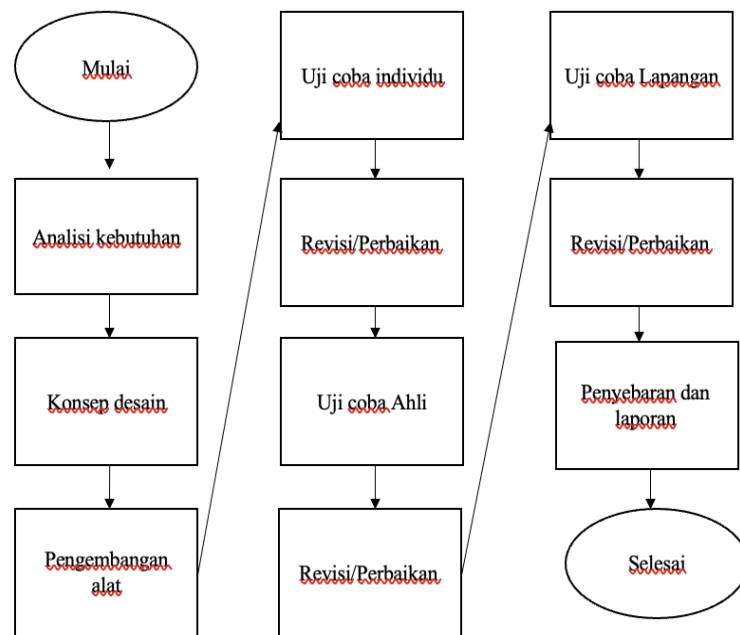 Mulai
Analisi kebutuhan
Konsep desain
Pengembangan
alat
Uji coba individu
Revisi/Perbaikan
Uji coba Ahli
Revisi/Perbaikan
Uji coba Lapangan
Revisi/Perbaikan
Penyebaran dan
laporan
Selesai